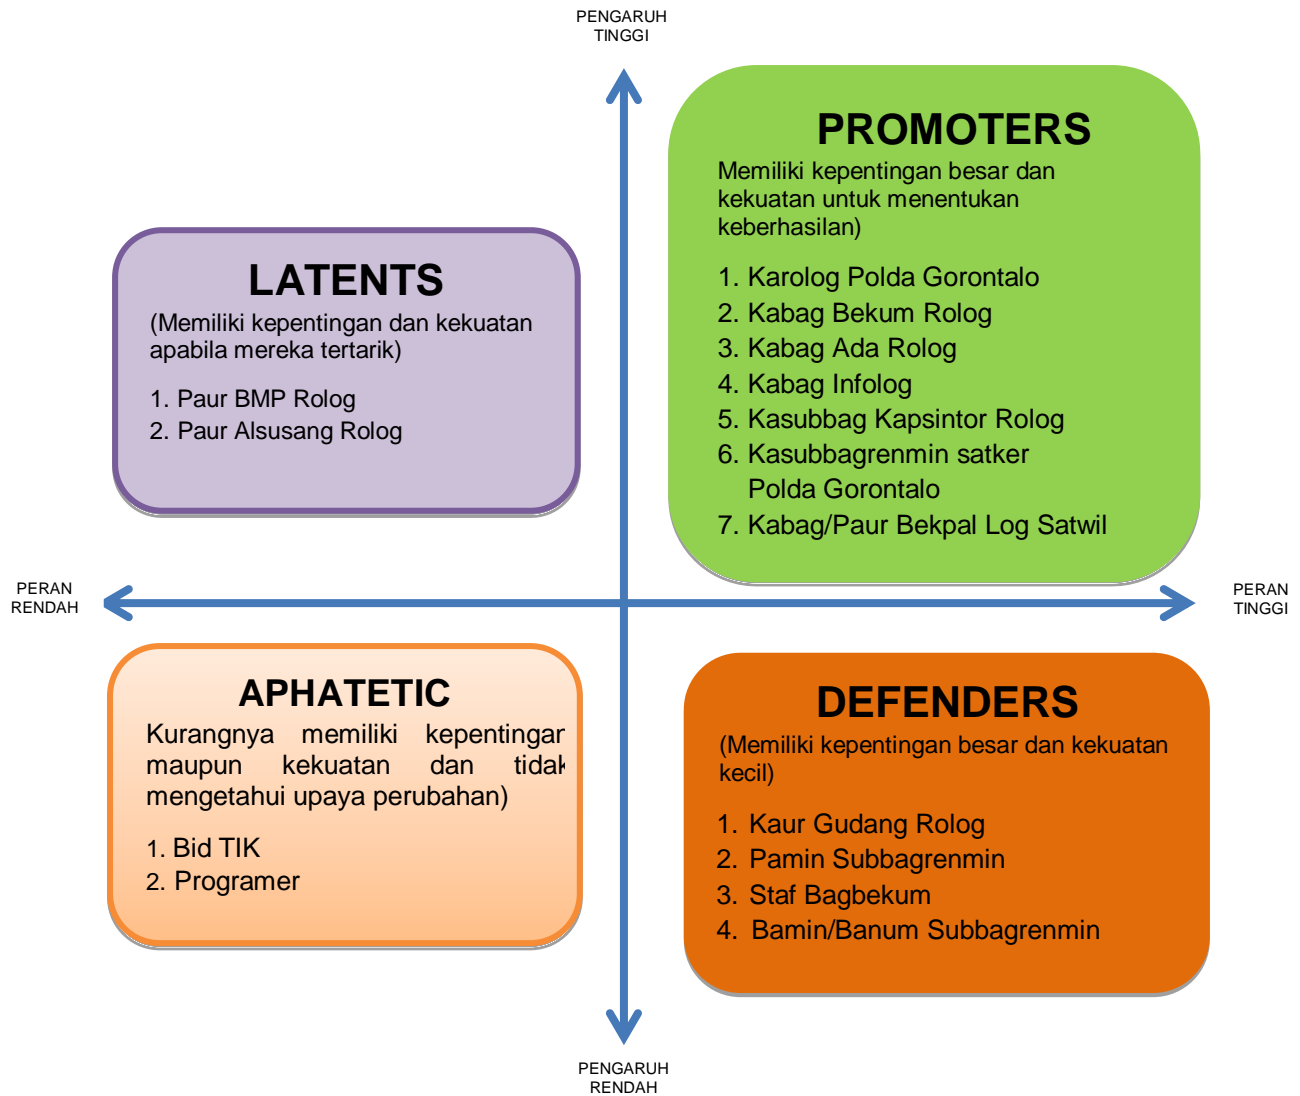 PENGARUH
TINGGI
PROMOTERS
Memiliki kepentingan besar dan
kekuatan untuk menentukan
keberhasilan)
1. Karolog Polda Gorontalo
2. Kabag Bekum Rolog
3. Kabag Ada Rolog
4. Kabag Infolog
5. Kasubbag Kapsintor Rolog
6. Kasubbagrenmin satker
Polda Gorontalo
7. Kabag/Paur Bekpal Log Satwil
LATENTS
(Memiliki kepentingan dan kekuatan
apabila mereka tertarik)
1. Paur BMP Rolog
2. Paur Alsusang Rolog
PERAN
RENDAH
PERAN
TINGGI
APHATETIC
Kurangnya memiliki kepentingan
maupun kekuatan dan tidak
mengetahui upaya perubahan)
1. Bid TIK
2. Programer
DEFENDERS
(Memiliki kepentingan besar dan kekuatan
kecil)
1. Kaur Gudang Rolog
2. Pamin Subbagrenmin
3. Staf Bagbekum
4. Bamin/Banum Subbagrenmin
PENGARUH
RENDAH